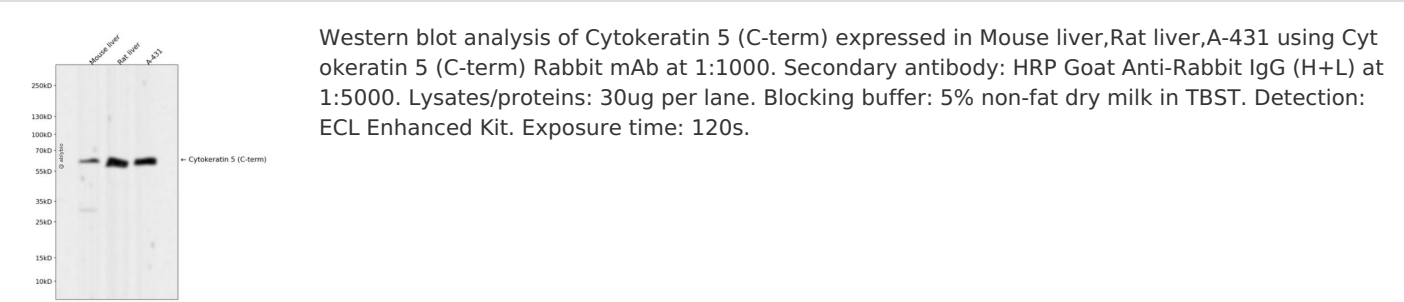 Mouse liver
Rat liver
A-431
250kD
130kD
100kD
70kD
55kD
35kD
25kD
15kD
10kD
@ abybio
← Cytokeratin 5 (C-term)
Western blot analysis of Cytokeratin 5 (C-term) expressed in Mouse liver,Rat liver,A-431 using Cyt
okeratin 5 (C-term) Rabbit mAb at 1:1000. Secondary antibody: HRP Goat Anti-Rabbit IgG (H+L) at
1:5000. Lysates/proteins: 30ug per lane. Blocking buffer: 5% non-fat dry milk in TBST. Detection:
ECL Enhanced Kit. Exposure time: 120s.